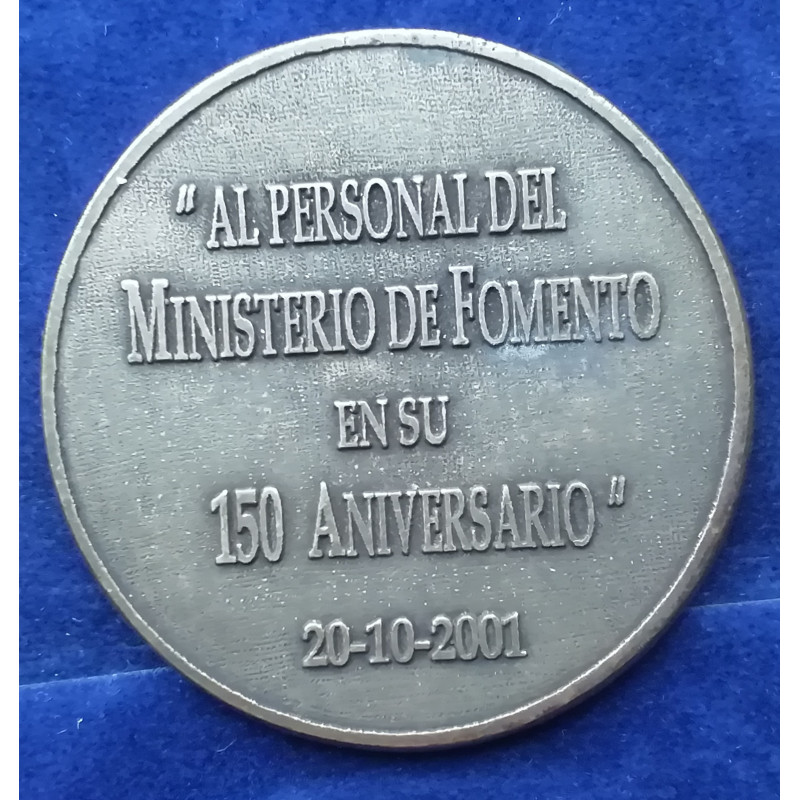 " AL PERSONAL DEL
MINISTERIO DE FOMENTO
EN SU
150 ANIVERSARIO "
20-10-2001